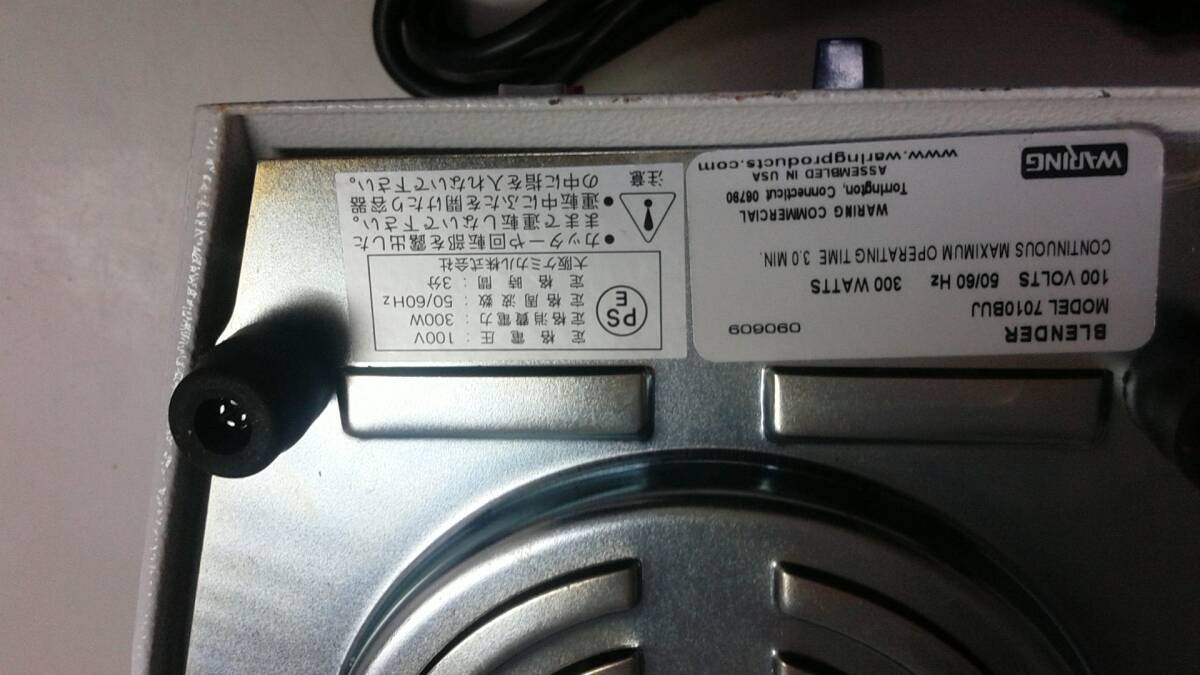 BLENDER
MODEL 7010BUJ 090609
100 VOLTS 50/60 Hz 300 WATTS
CONTINUOUS MAXIMUM OPERATING TIME 3.0 MIN.
WARING COMMERCIAL
Torrington, Connecticut 06790
ASSEMBLED IN USA
WARING www.waringproducts.com
PS
E
定格電圧:100V
定格消費電力:300W
定格周波数:50/60Hz
定格時間:3分
大阪ケミカル株式会社
注意
●カッターや回転部を露出した
ままで運転しないで下さい。
●運転中にふたを開けたり容器
の中に指を入れないで下さい。